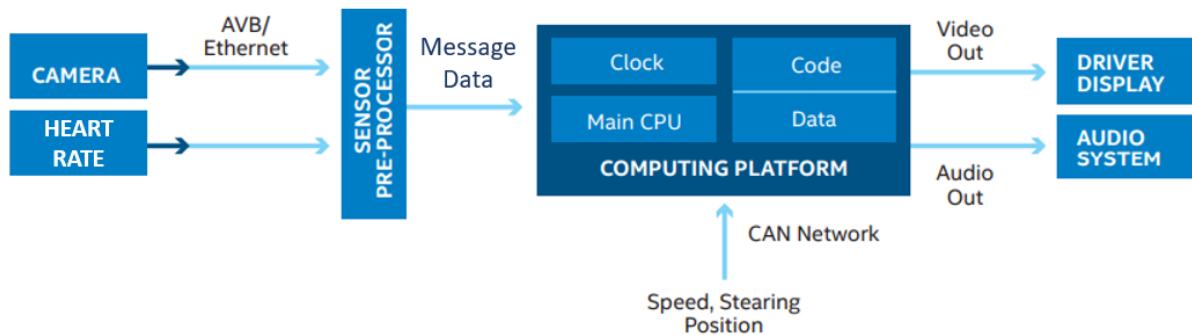 AVB/
Ethernet
CAMERA
HEART
RATE
SENSOR
PRE-PROCESSOR
Message
Data
Clock
Code
Main CPU
Data
COMPUTING PLATFORM
Video
Out
DRIVER
DISPLAY
AUDIO
SYSTEM
Audio
Out
CAN Network
Speed, Stearing
Position